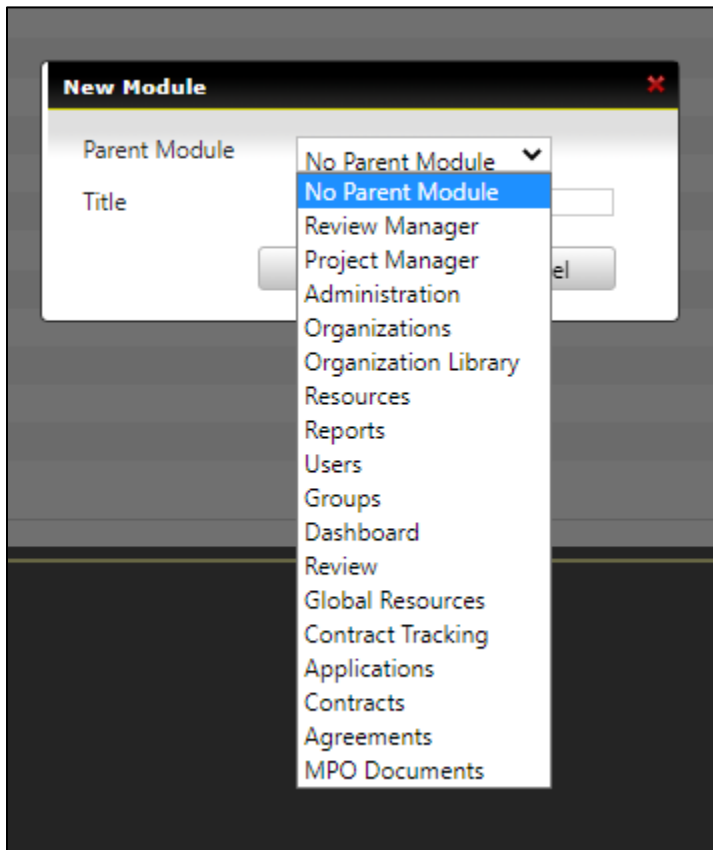 New Module
Parent Module
No Parent Module
Title
No Parent Module
Review Manager
Project Manager
el
Administration
Organizations
Organization Library
Resources
Reports
Users
Groups
Dashboard
Review
Global Resources
Contract Tracking
Applications
Contracts
Agreements
MPO Documents